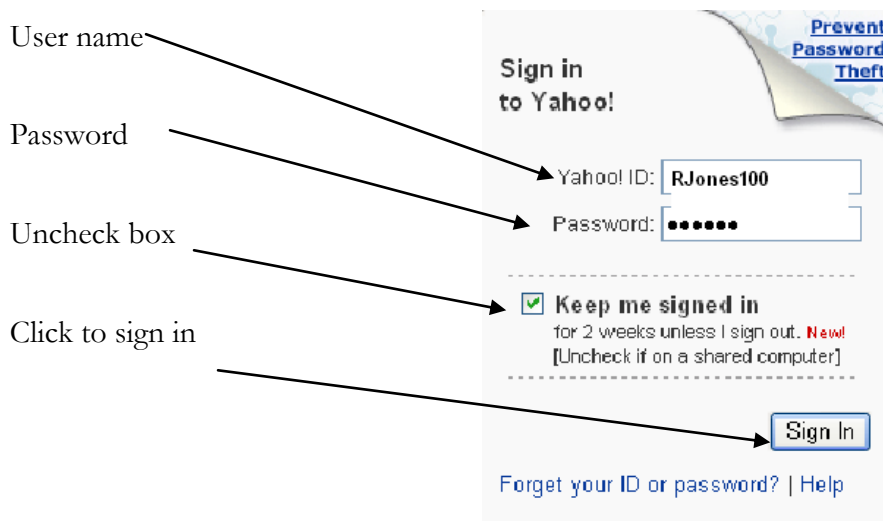 User name
Password
Uncheck box
Click to sign in
Prevent
Password
Theft
Sign in
to Yahoo!
Yahoo! ID: RJones100
Password: ●●●●●●
Keep me signed in
for 2 weeks unless I sign out. New!
[Uncheck if on a shared computer]
Sign In
Forget your ID or password? | Help